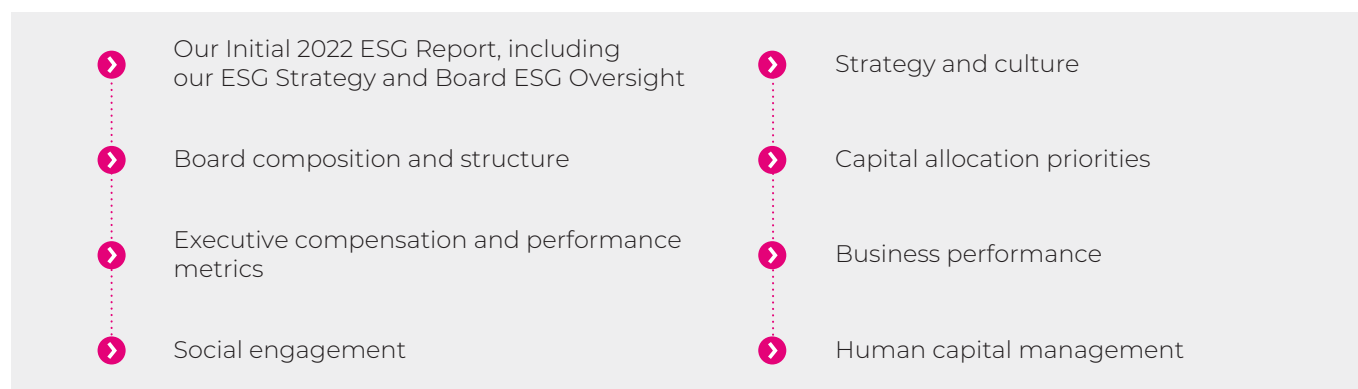 Our Initial 2022 ESG Report, including
our ESG Strategy and Board ESG Oversight
Board composition and structure
Executive compensation and performance
metrics
Social engagement
Strategy and culture
Capital allocation priorities
Business performance
Human capital management